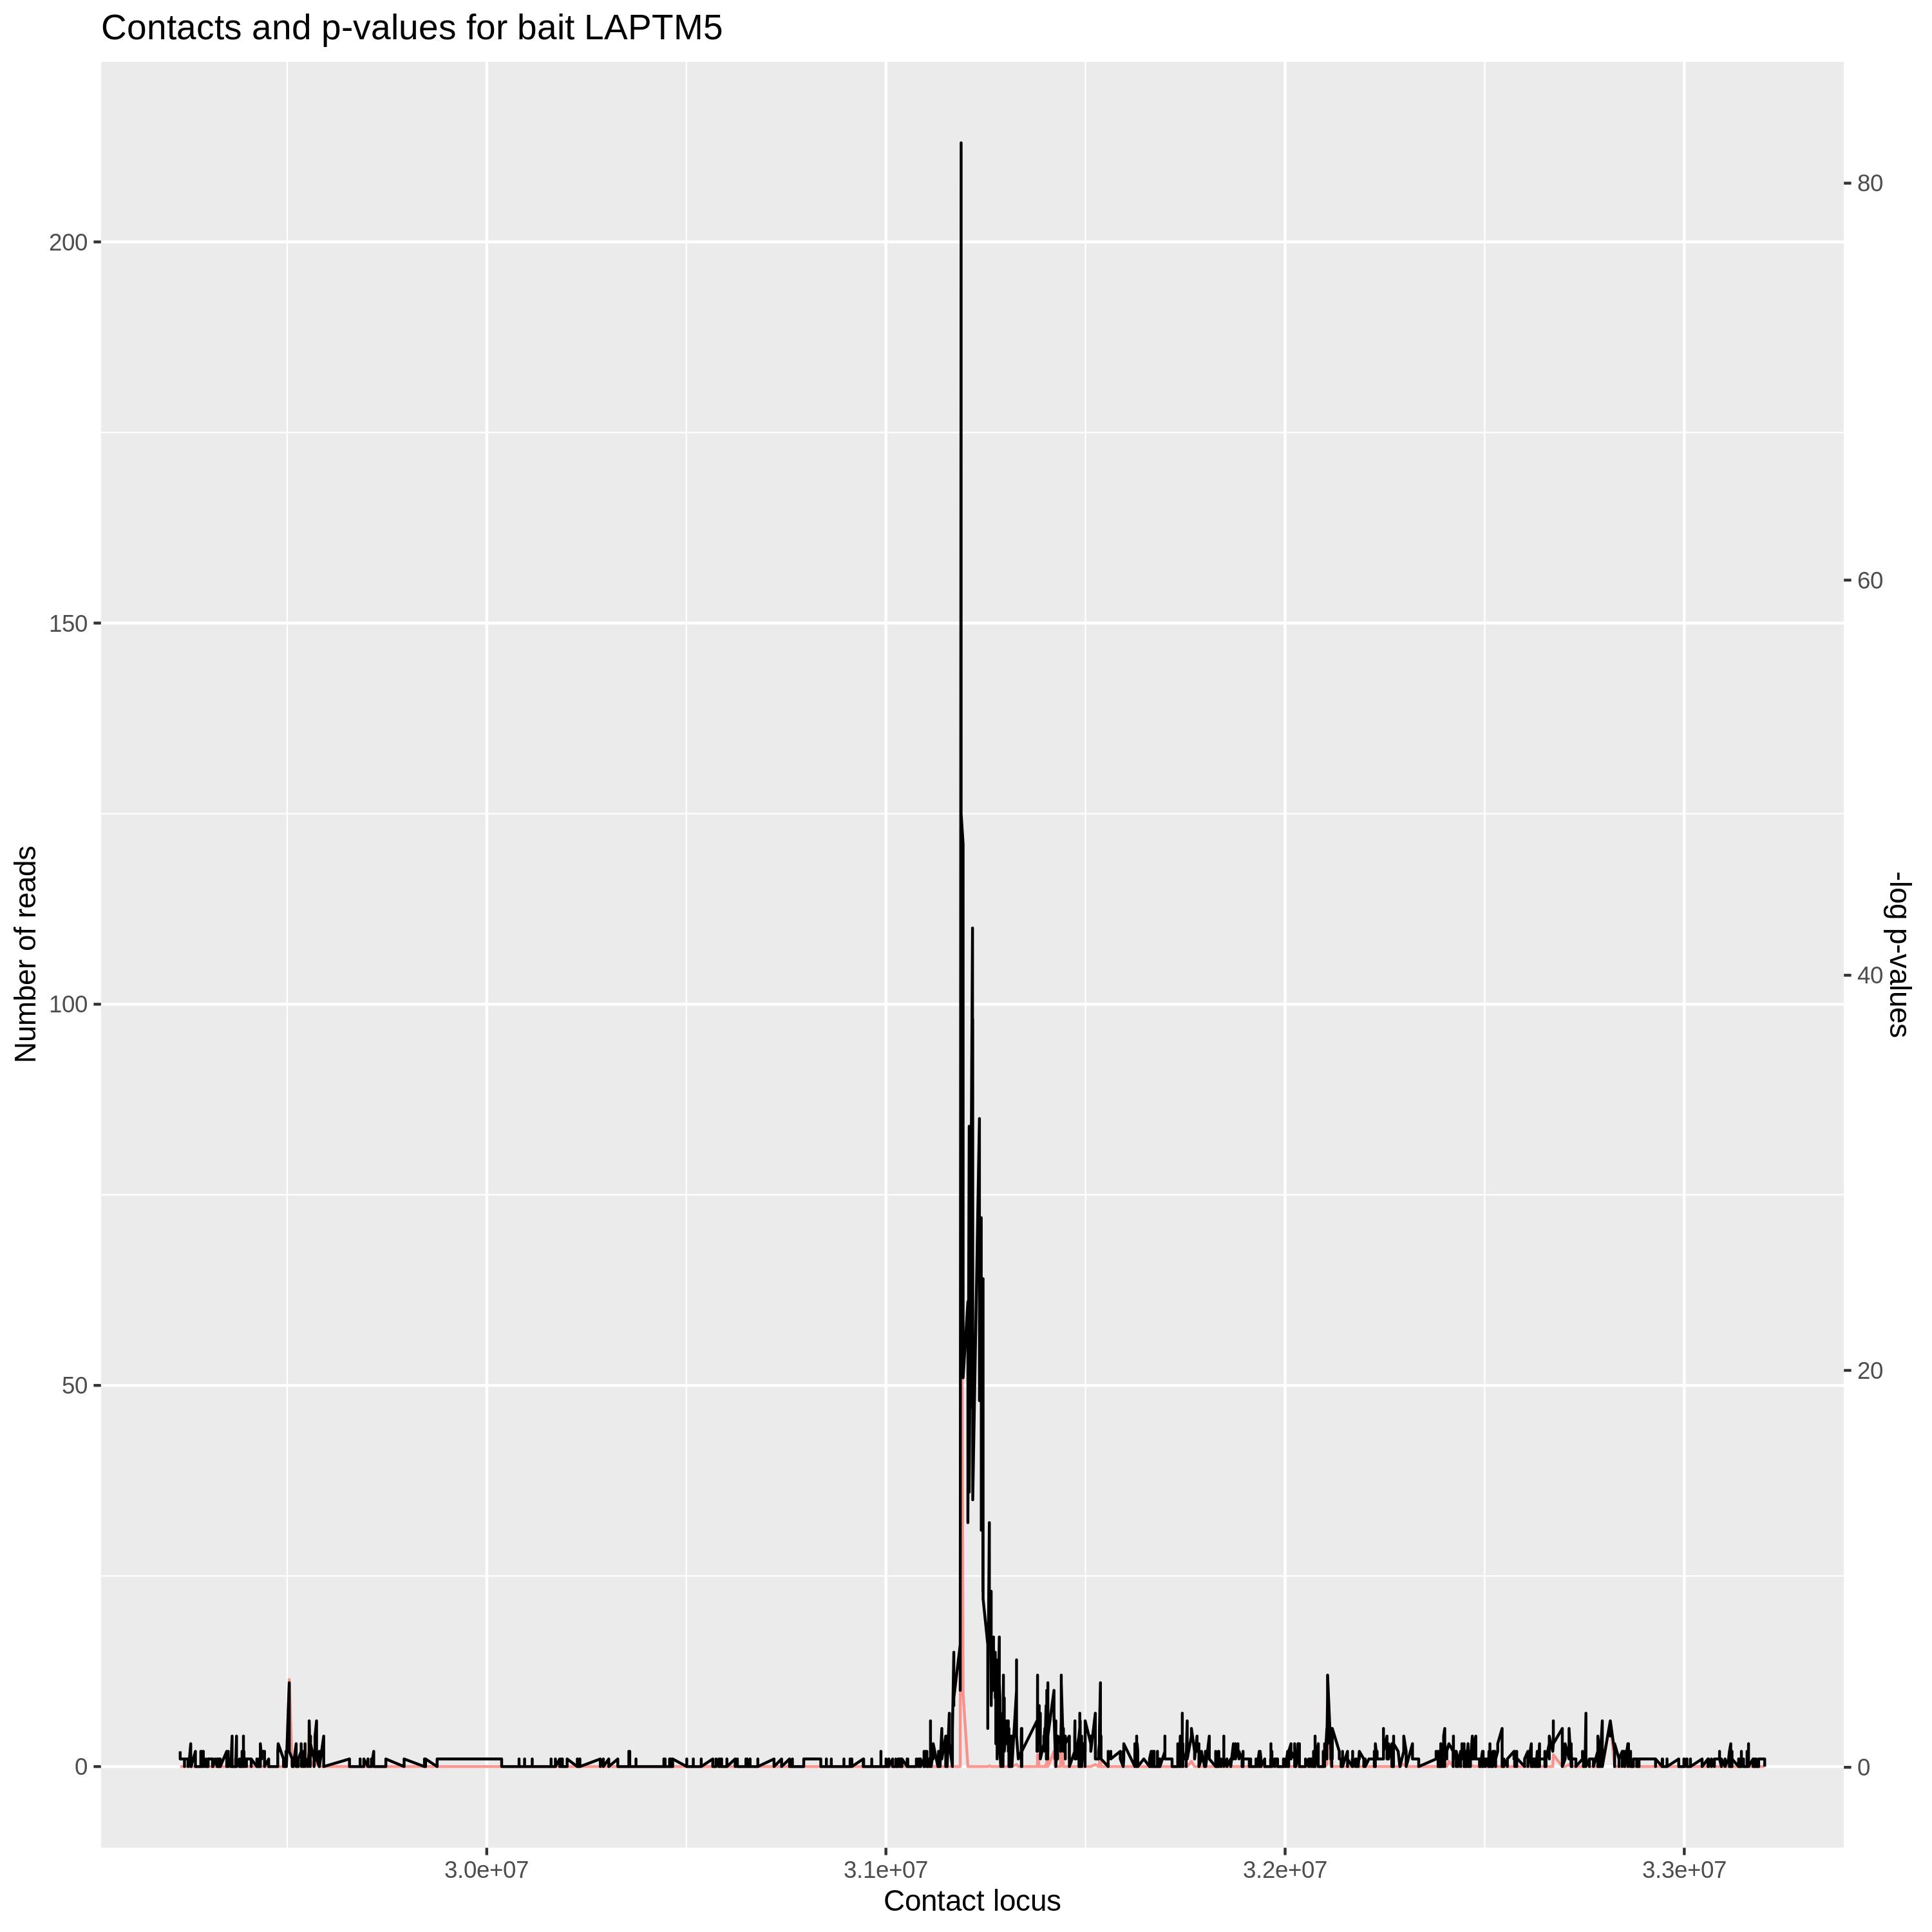 Contacts and p-values for bait LAPTM5
Number of reads
200
150
100
50
0
80
60
40
20
0
-log p-values
3.0e+07 3.1e+07 3.2e+07 3.3e+07
Contact locus